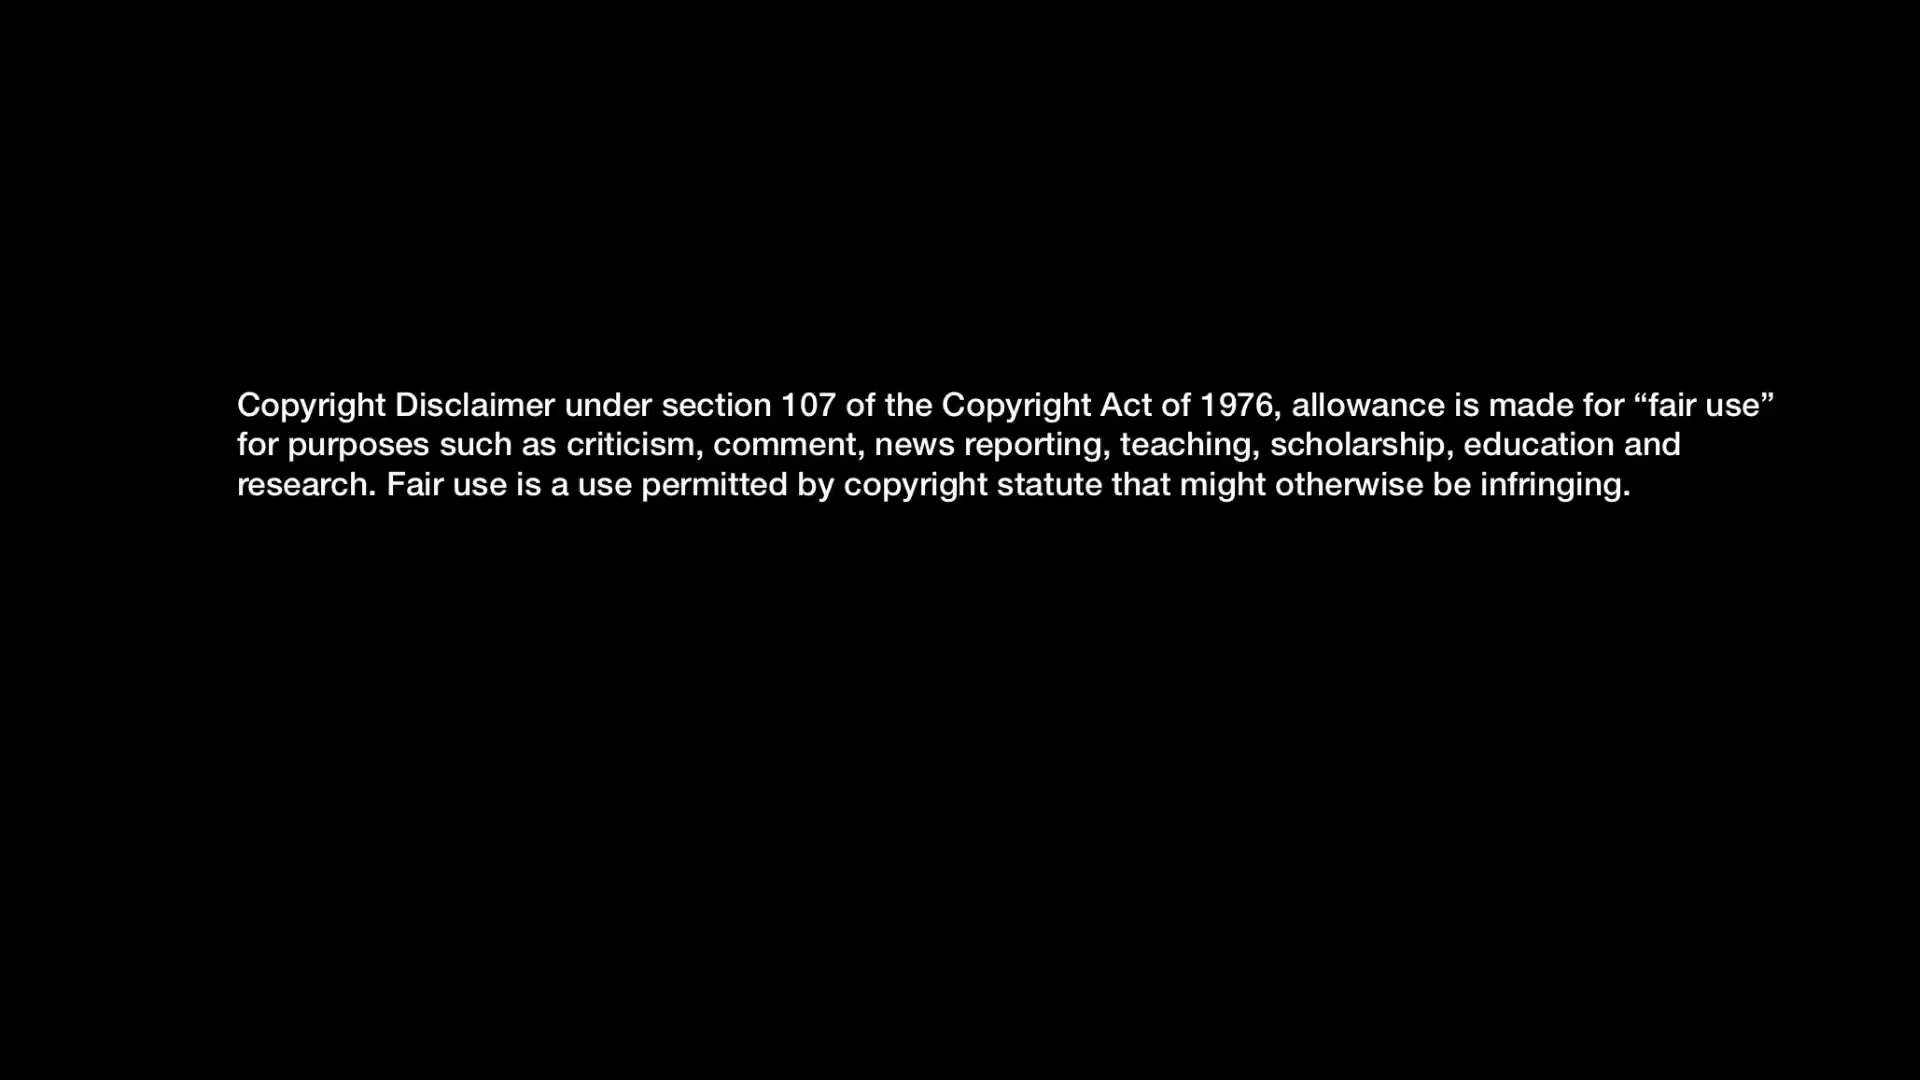 Copyright Disclaimer under section 107 of the Copyright Act of 1976, allowance is made for “fair use”
for purposes such as criticism, comment, news reporting, teaching, scholarship, education and
research. Fair use is a use permitted by copyright statute that might otherwise be infringing.